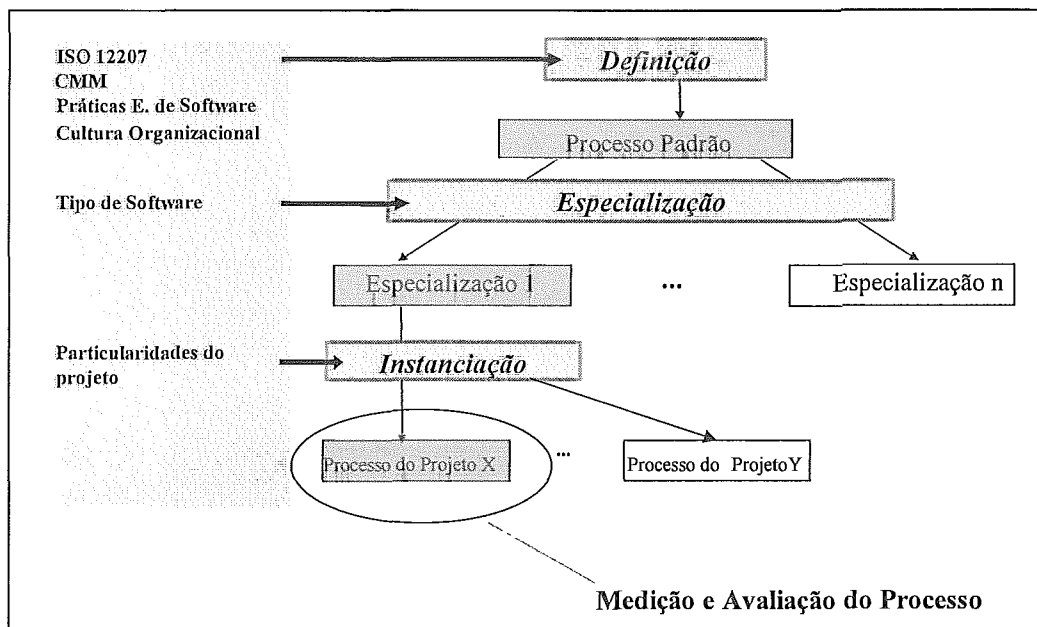 ISO 12207
CMM
Práticas E. de Software
Cultura Organizacional
Definição
Processo Padrão
Tipo de Software
Especialização
Especialização 1
...
Especialização n
Particularidades do
projeto
Instanciação
Processo do Projeto X
...
Processo do ProjetoY
Medição e Avaliação do Processo